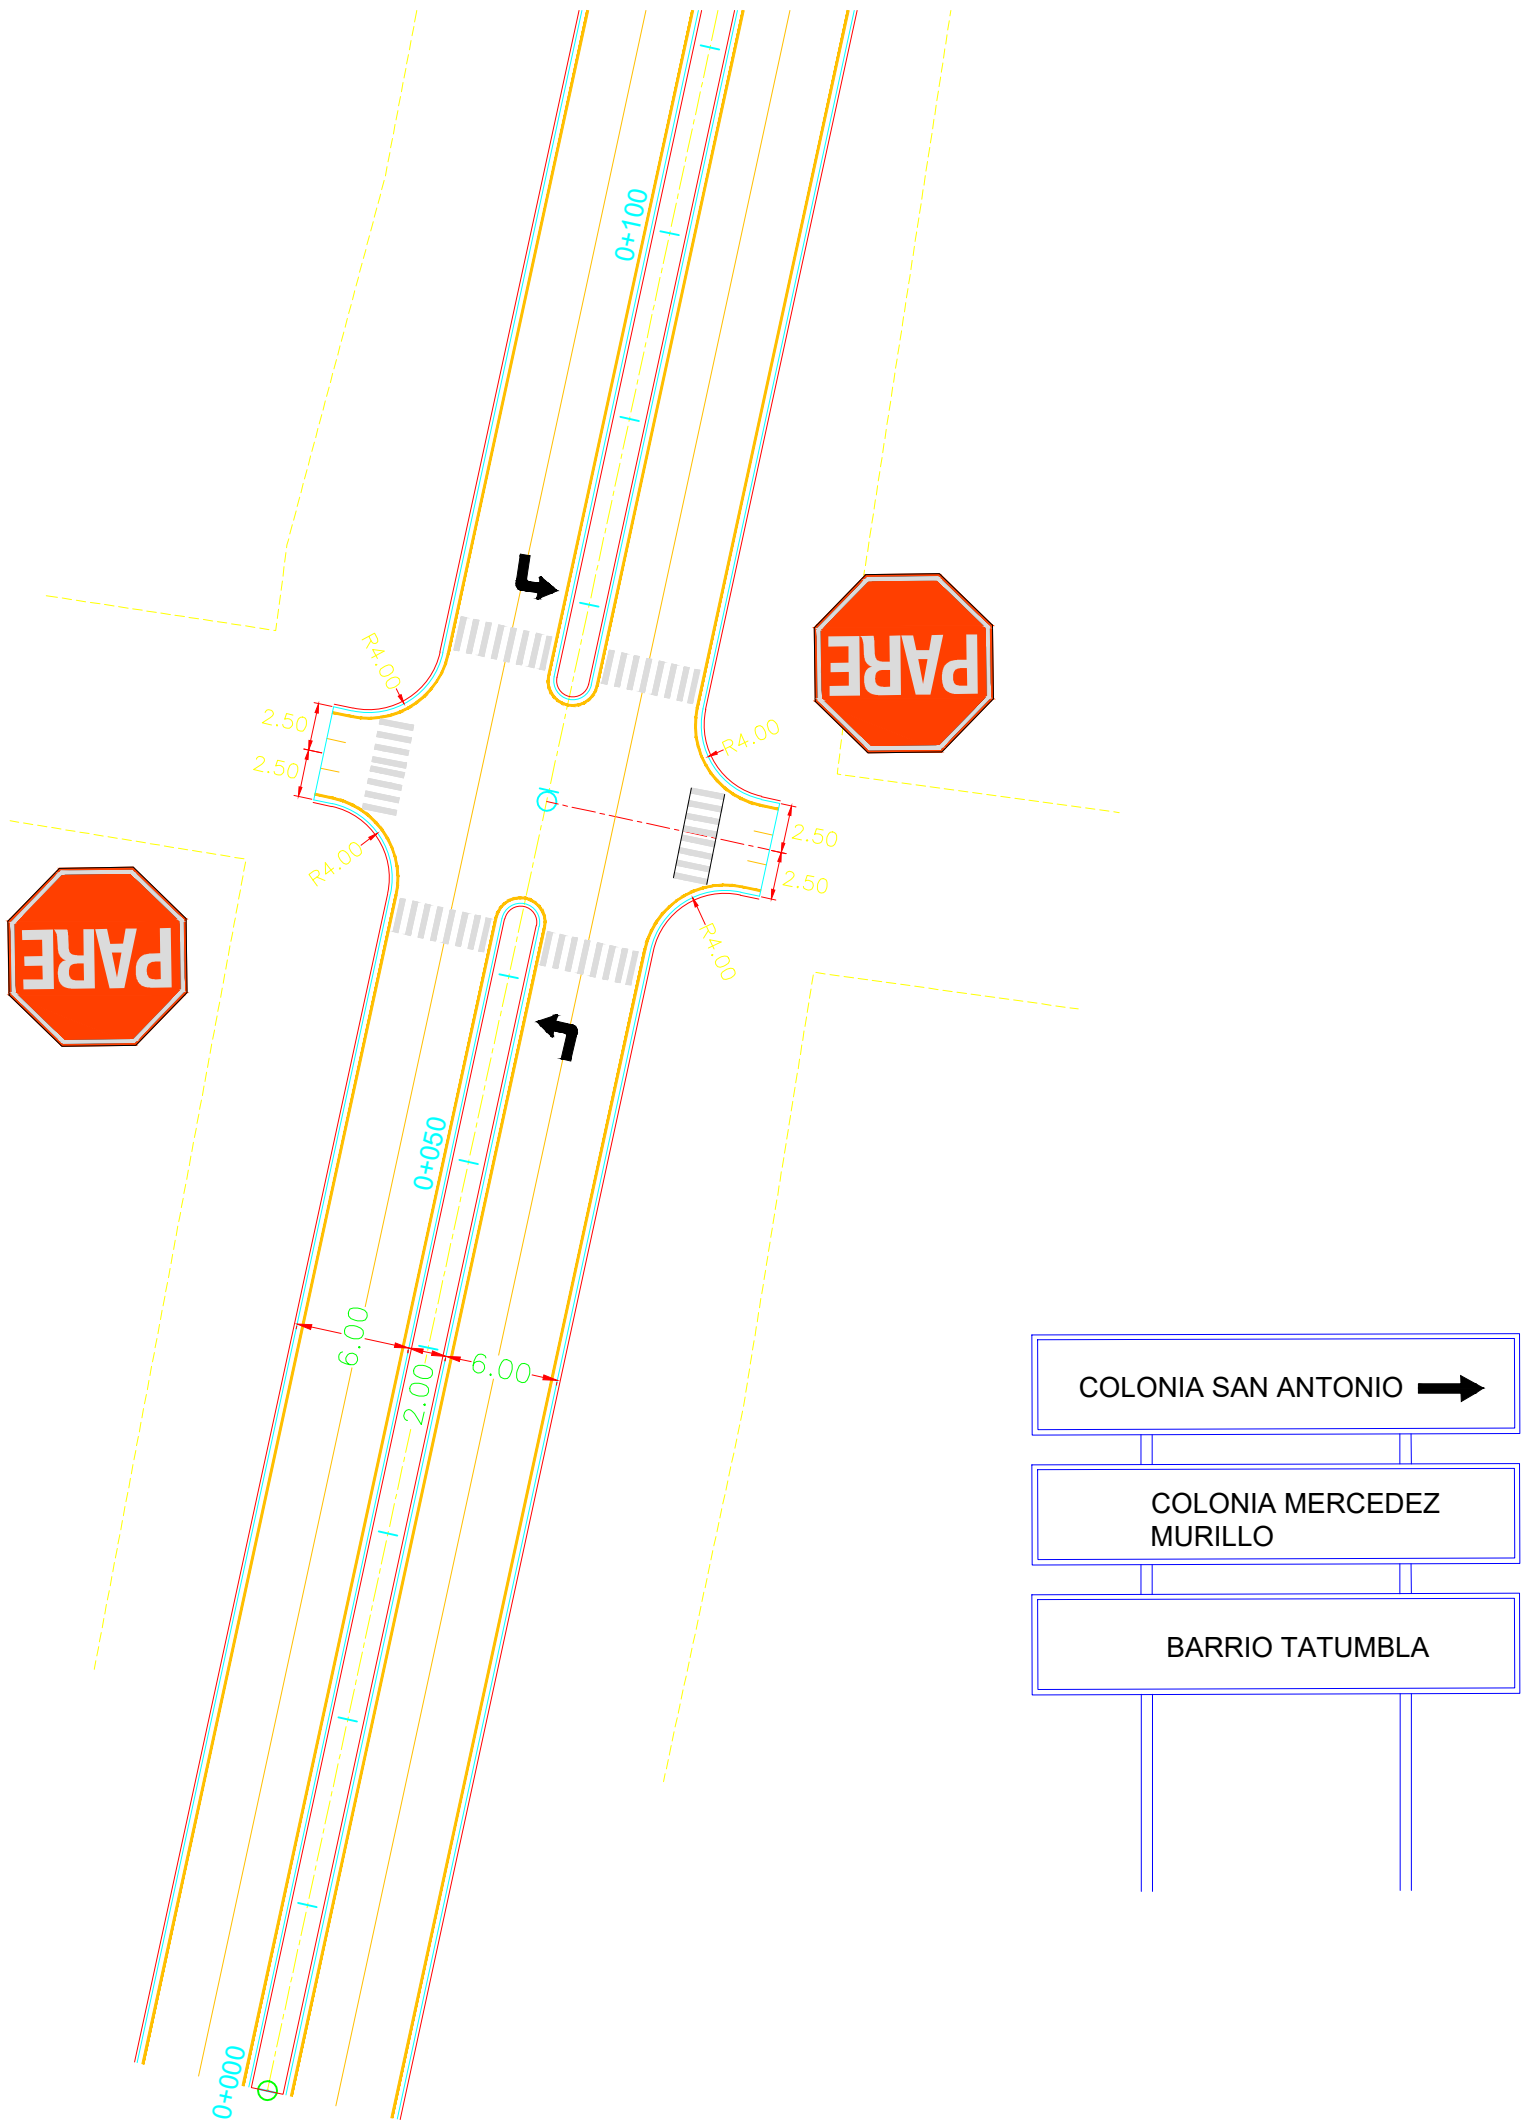 0+100
R4.00
2.50
2.50
R4.00
PARE
R4.00
2.50
2.50
R4.00
PARE
0+050
6.00
2.00
6.00
COLONIA SAN ANTONIO
COLONIA MERCEDEZ
MURILLO
BARRIO TATUMBLA
0+000